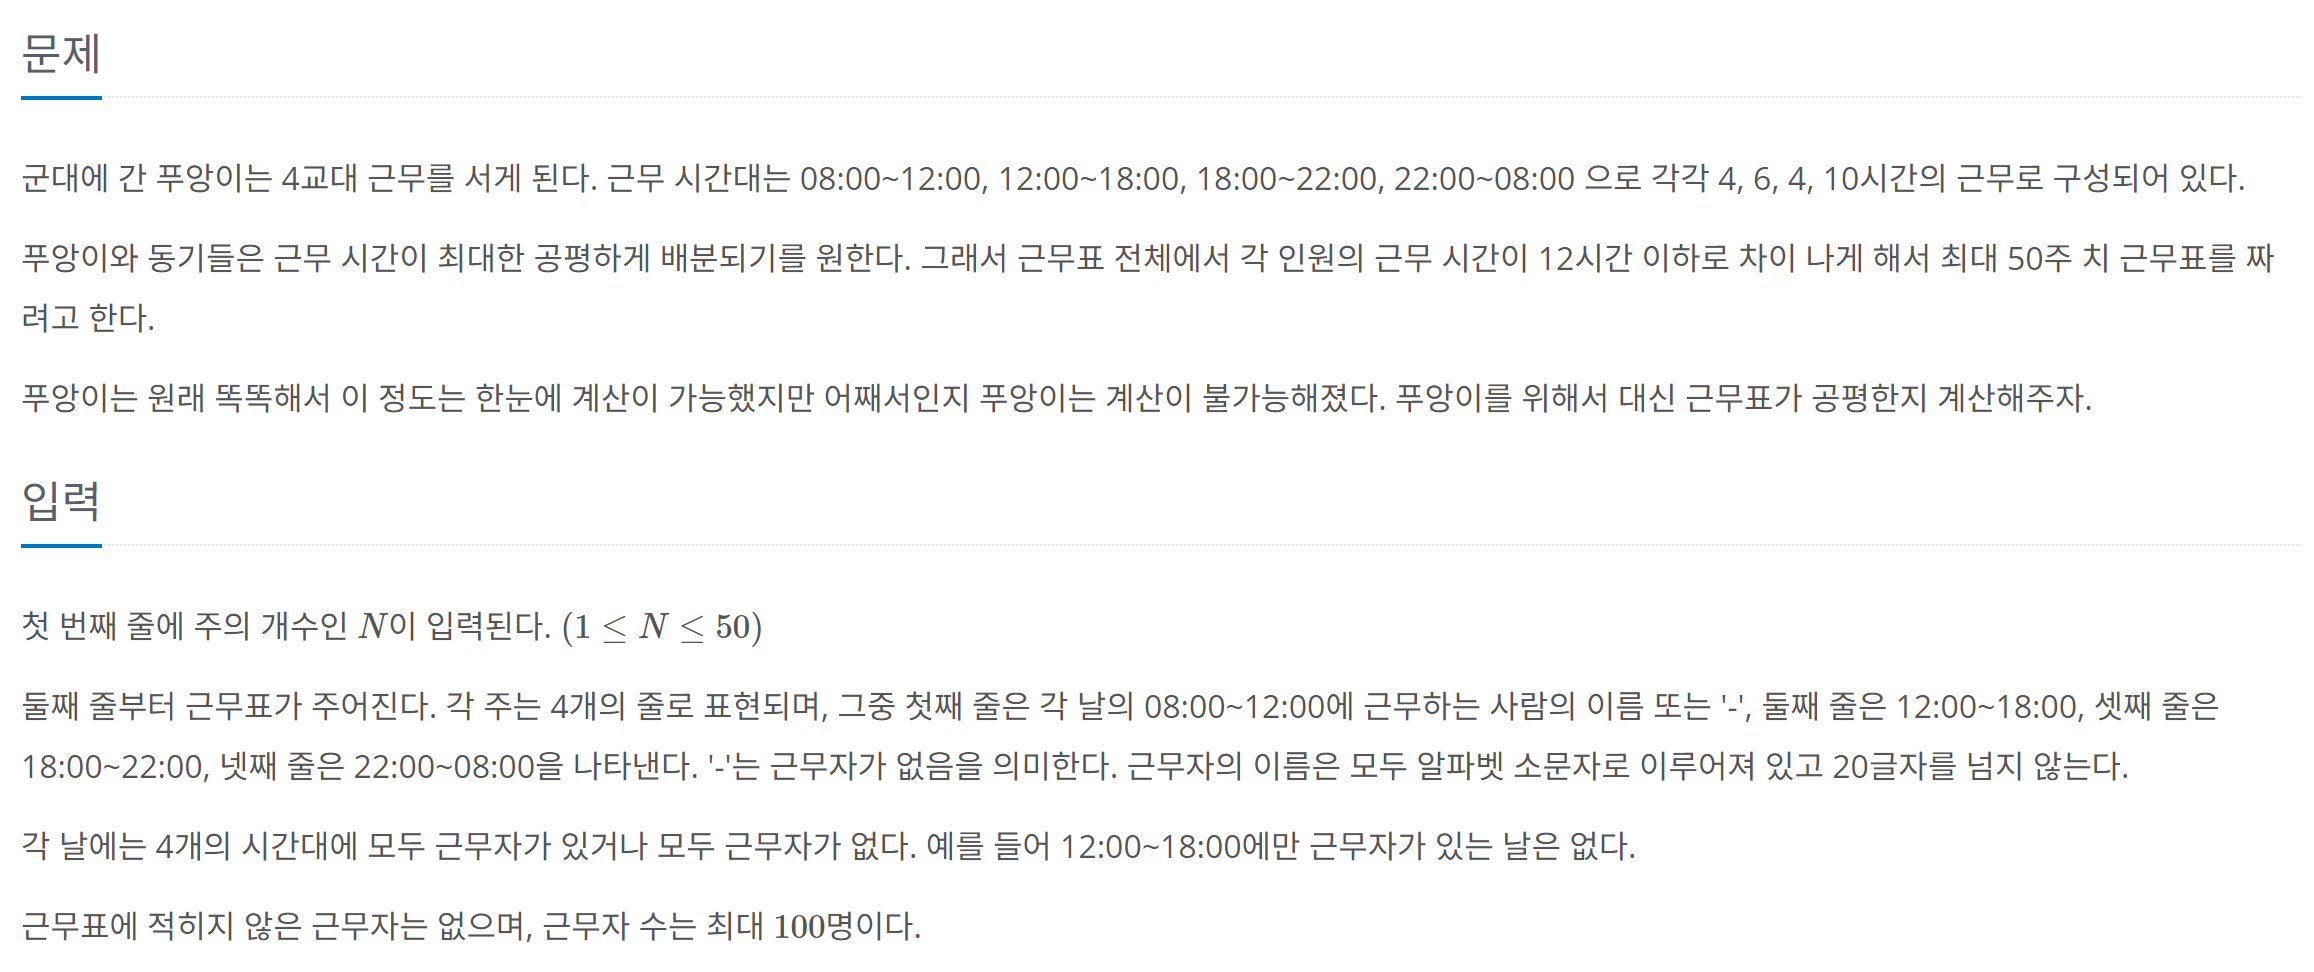 문제
군대에 간 푸앙이는 4교대 근무를 서게 된다. 근무 시간대는 08:00~12:00, 12:00~18:00, 18:00~22:00, 22:00~08:00 으로 각각 4, 6, 4, 10시간의 근무로 구성되어 있다.
푸앙이와 동기들은 근무 시간이 최대한 공평하게 배분되기를 원한다. 그래서 근무표 전체에서 각 인원의 근무 시간이 12시간 이하로 차이 나게 해서 최대 50주 치 근무표를 짜
려고 한다.
푸앙이는 원래 똑똑해서 이 정도는 한눈에 계산이 가능했지만 어째서인지 푸앙이는 계산이 불가능해졌다. 푸앙이를 위해서 대신 근무표가 공평한지 계산해주자.
입력
첫 번째 줄에 주의 개수인 N이 입력된다. (1 ≤ N ≤ 50)
둘째 줄부터 근무표가 주어진다. 각 주는 4개의 줄로 표현되며, 그중 첫째 줄은 각 날의 08:00~12:00에 근무하는 사람의 이름 또는 '-', 둘째 줄은 12:00~18:00, 셋째 줄은
18:00~22:00, 넷째 줄은 22:00~08:00을 나타낸다. '-'는 근무자가 없음을 의미한다. 근무자의 이름은 모두 알파벳 소문자로 이루어져 있고 20글자를 넘지 않는다.
각 날에는 4개의 시간대에 모두 근무자가 있거나 모두 근무자가 없다. 예를 들어 12:00~18:00에만 근무자가 있는 날은 없다.
근무표에 적히지 않은 근무자는 없으며, 근무자 수는 최대 100명이다.